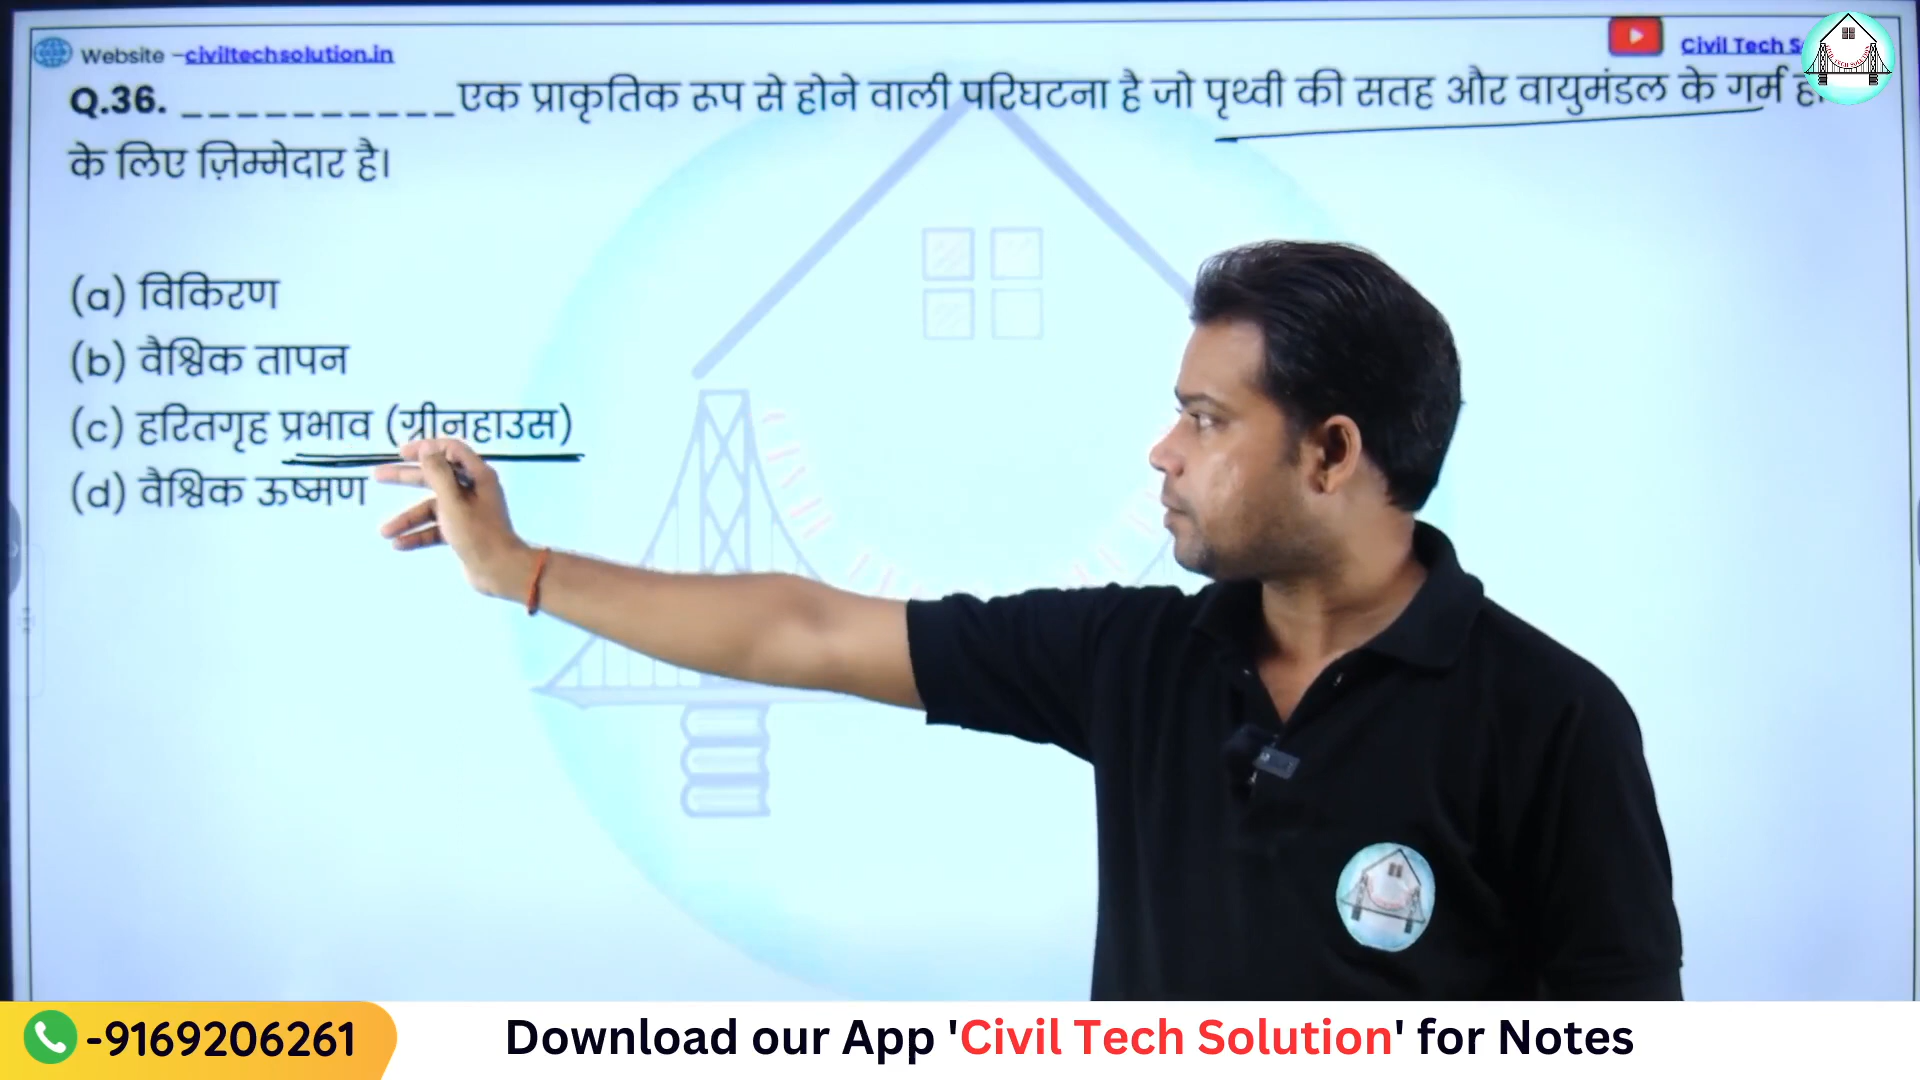 Website -civiltechsolution.in
Civil Tech
Q.36. __________एक प्राकृतिक रूप से होने वाली परिघटना है जो पृथ्वी की सतह और वायुमंडल के गर्म
के लिए ज़िम्मेदार है।
(a) विकिरण
(b) वैश्विक तापन
(c) हरितगृह प्रभाव (ग्रीनहाउस)
(d) वैश्विक ऊष्मण
-9169206261
Download our App 'Civil Tech Solution' for Notes